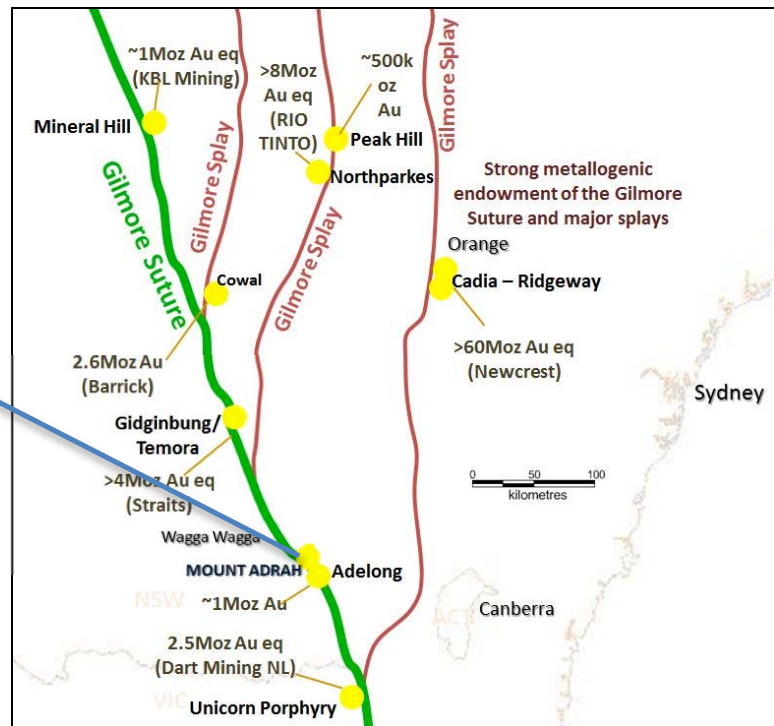 ~1Moz Au eq
(KBL Mining)
Mineral Hill
>8Moz
Au eq
(RIO
TINTO)
~500k
oz
Au
Peak Hill
Northparkes
Gilmore Splay
Gilmore Splay
Gilmore Splay
Gilmore Suture
Strong metallogenic
endowment of the Gilmore
Suture and major splays
Orange
Cadia – Ridgeway
>60Moz Au eq
(Newcrest)
Cowal
2.6Moz Au
(Barrick)
Sydney
Gidginbung/
Temora
>4Moz Au eq
(Straits)
0 50 100
kilometres
Wagga Wagga
MOUNT ADRAH
Adelong
~1Moz Au
NSW
ACT
Canberra
2.5Moz Au eq
(Dart Mining NL)
VIC
Unicorn Porphyry